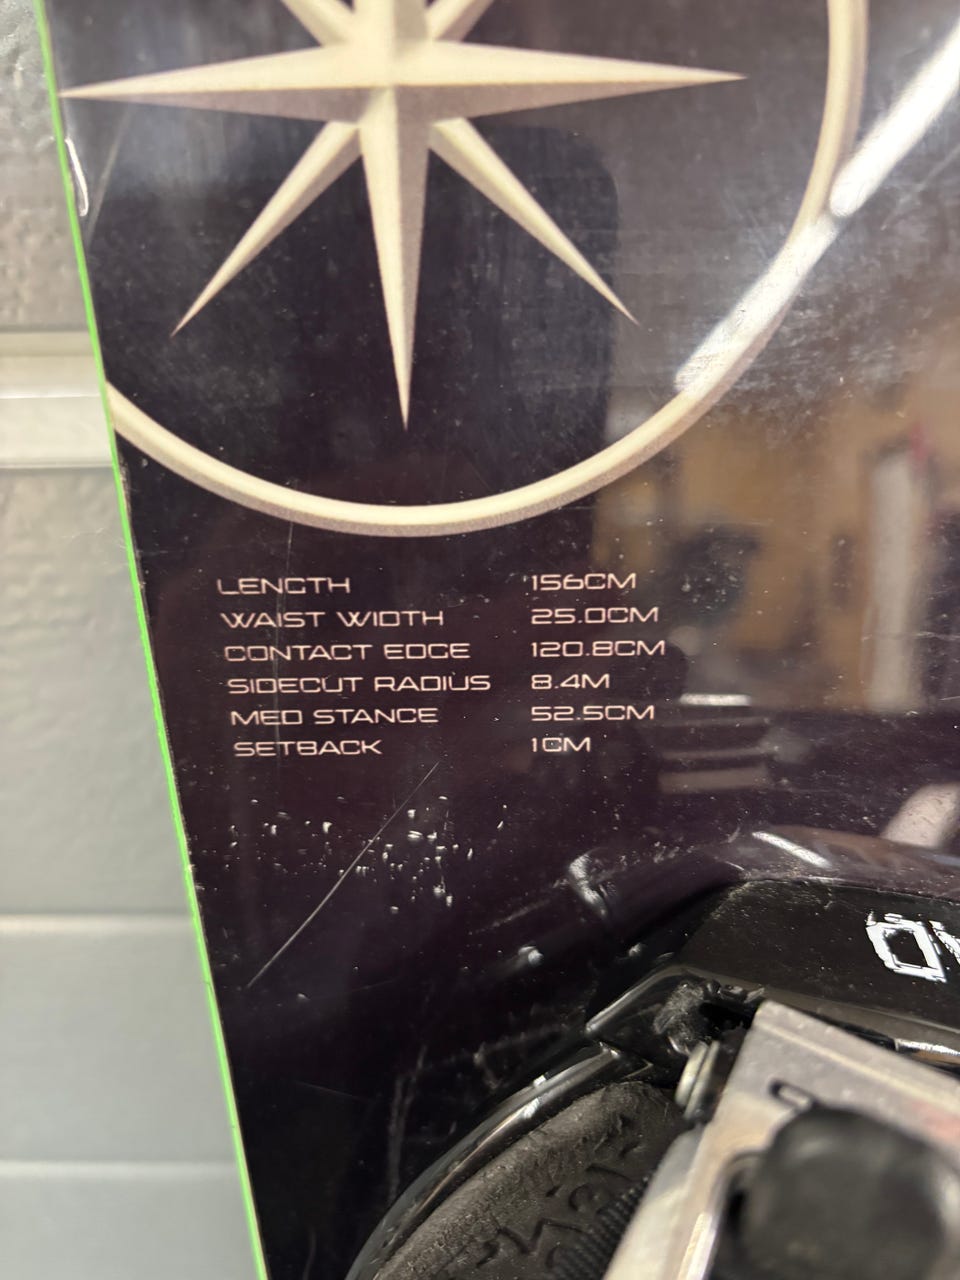 LENGTH 156CM
WAIST WIDTH 25.0CM
CONTACT EDGE 120.8CM
SIDECUT RADIUS 8.4M
MED STANCE 52.5CM
SETBACK 1CM